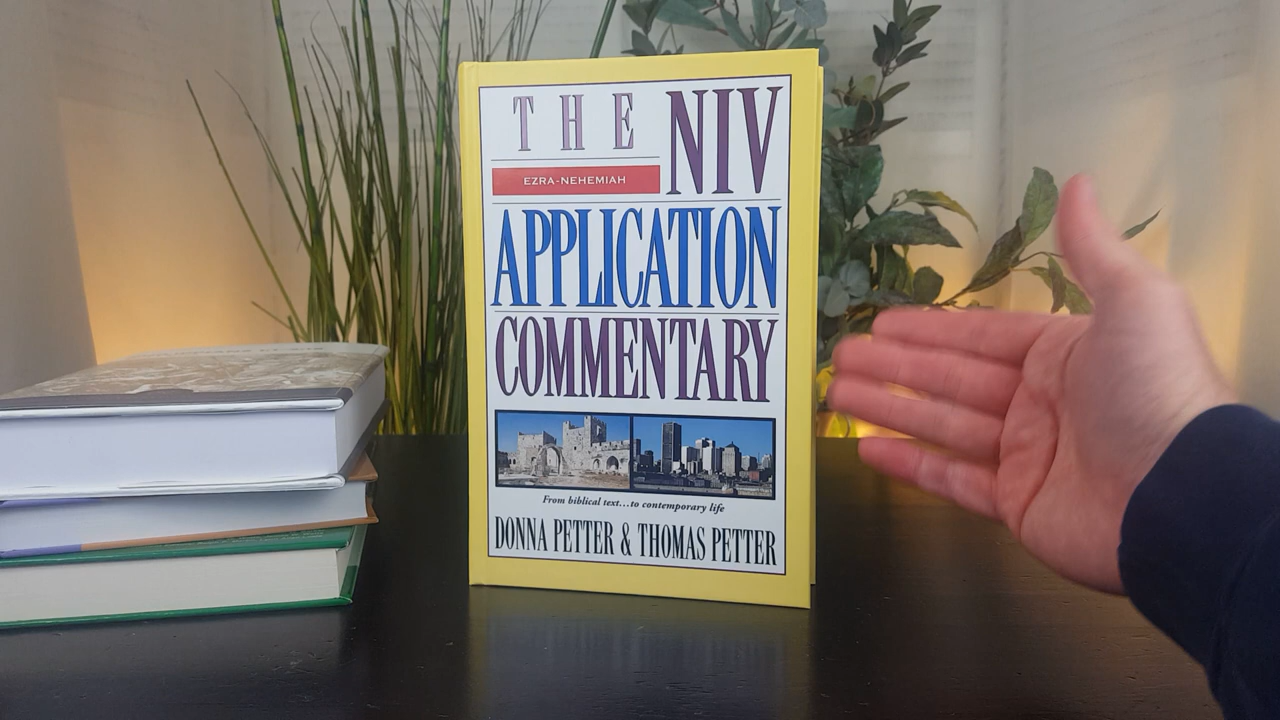 THE NIV
EZRA-NEHEMIAH
APPLICATION
COMMENTARY
From biblical text...to contemporary life
DONNA PETTER & THOMAS PETTER